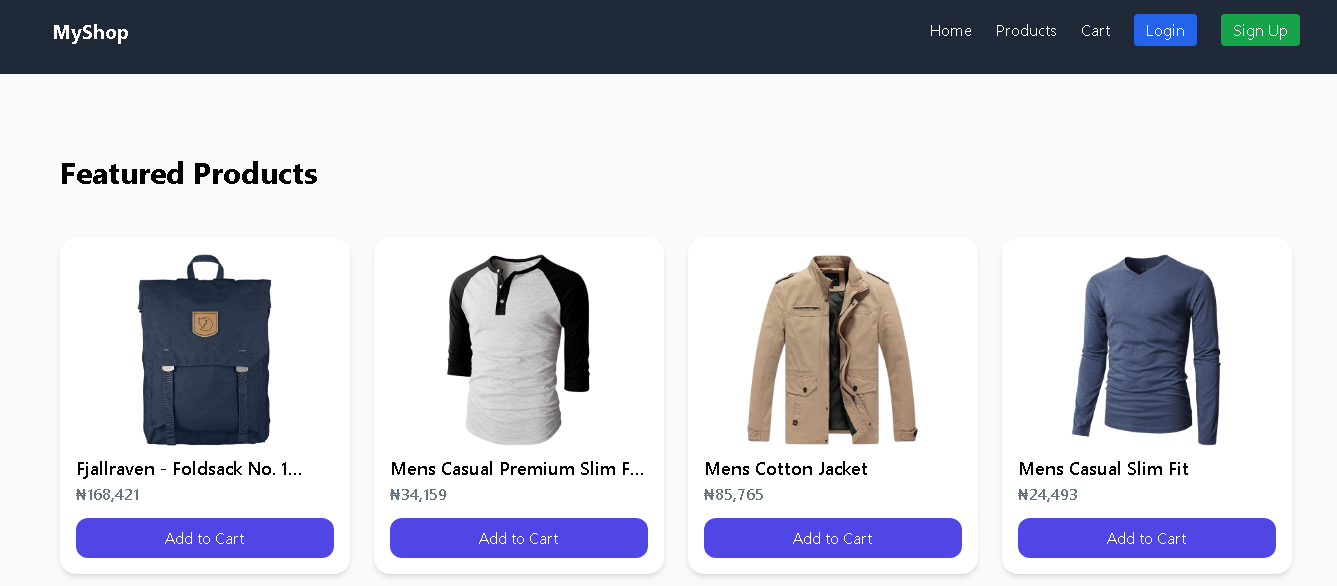 MyShop
Home Products Cart Login Sign Up
Featured Products
Fjallraven - Foldsack No. 1...
₦168,421
Add to Cart
Mens Casual Premium Slim F...
₦34,159
Add to Cart
Mens Cotton Jacket
₦85,765
Add to Cart
Mens Casual Slim Fit
₦24,493
Add to Cart